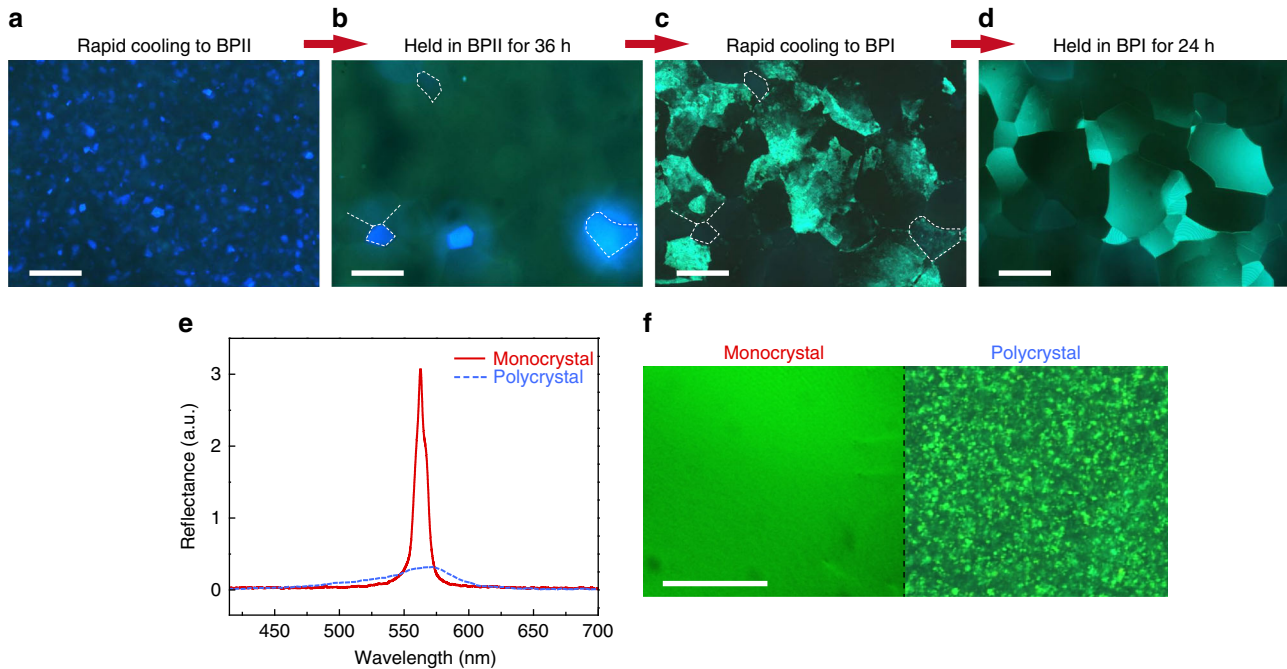 a
Rapid cooling to BPII
b
Held in BPII for 36 h
c
Rapid cooling to BPI
d
Held in BPI for 24 h
e
Monocrystal
Polycrystal
3
2
1
0
Reflectance (a.u.)
450
500
550
600
650
700
Wavelength (nm)
f
Monocrystal
Polycrystal